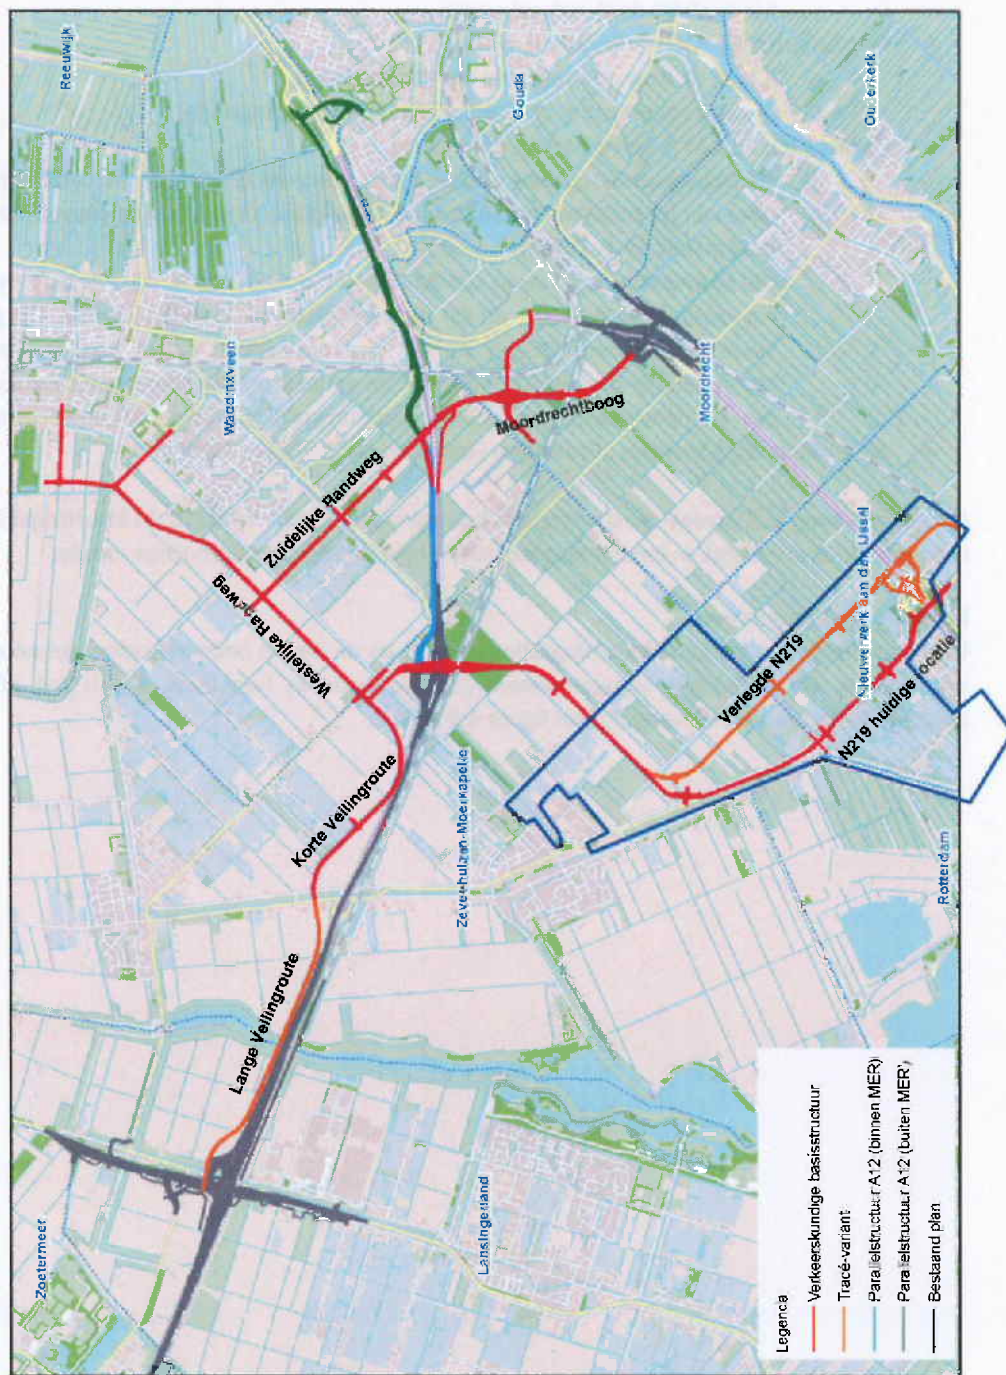 Reeuwijk
Gouda
Ouderkerk
Waddinxveen
Moordrecht
Zuidelijke Randweg
Moordrechtboog
Westelijke Randweg
Nieuwerkerk aan den IJssel
Verlegde N219
N219 huidige locatie
Korte Veilingroute
Zevenhuizen-Moerkapelle
Rotterdam
Lange Veilingroute
Zoetermeer
Lansingerland
Legenda
Verkeerskundige basisstructuur
Tracé-variant
Parallelstructuur A12 (binnen MER)
Parallelstructuur A12 (buiten MER)
Bestaand plan